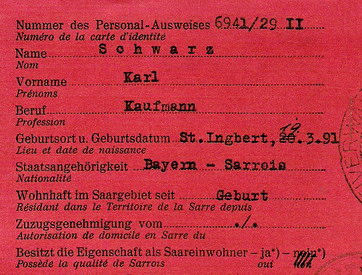 Nummer des Personal-Ausweises 6941/29 II
Numéro de la carte d'identité
Name Schwarz
Nom
Vorname Karl
Prénoms
Beruf Kaufmann
Profession
Geburtsort u. Geburtsdatum St.Ingbert, 3.91
Lieu et date de naissance
Staatsangehörigkeit Bayern - Sarrois
Nationalité
Wohnhaft im Saargebiet seit Geburt
Résidant dans le Territoire de la Sarre depuis
Zuzugsgenehmigung vom ./.
Autorisation de domicile en Sarre du
Besitzt die Eigenschaft als Saareinwohner – ja*) – nein*)
Possède la qualité de Sarrois oui